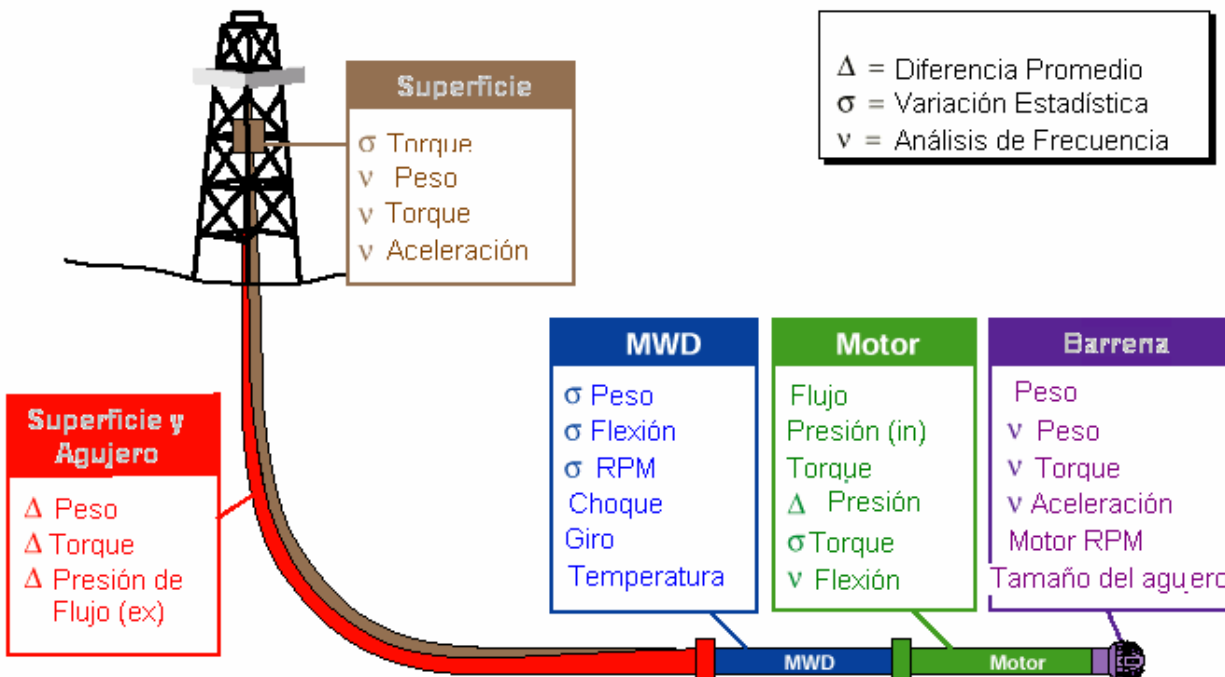 Superficie
σ Torque
ν Peso
ν Torque
ν Aceleración
Δ = Diferencia Promedio
σ = Variación Estadística
ν = Análisis de Frecuencia
Superficie y
Agujero
Δ Peso
Δ Torque
Δ Presión de
Flujo (ex)
MWD
σ Peso
σ Flexión
σ RPM
Choque
Giro
Temperatura
Motor
Flujo
Presión (in)
Torque
Δ Presión
σ Torque
ν Flexión
Barrena
Peso
ν Peso
ν Torque
ν Aceleración
Motor RPM
Tamaño del aguero
MWD
Motor